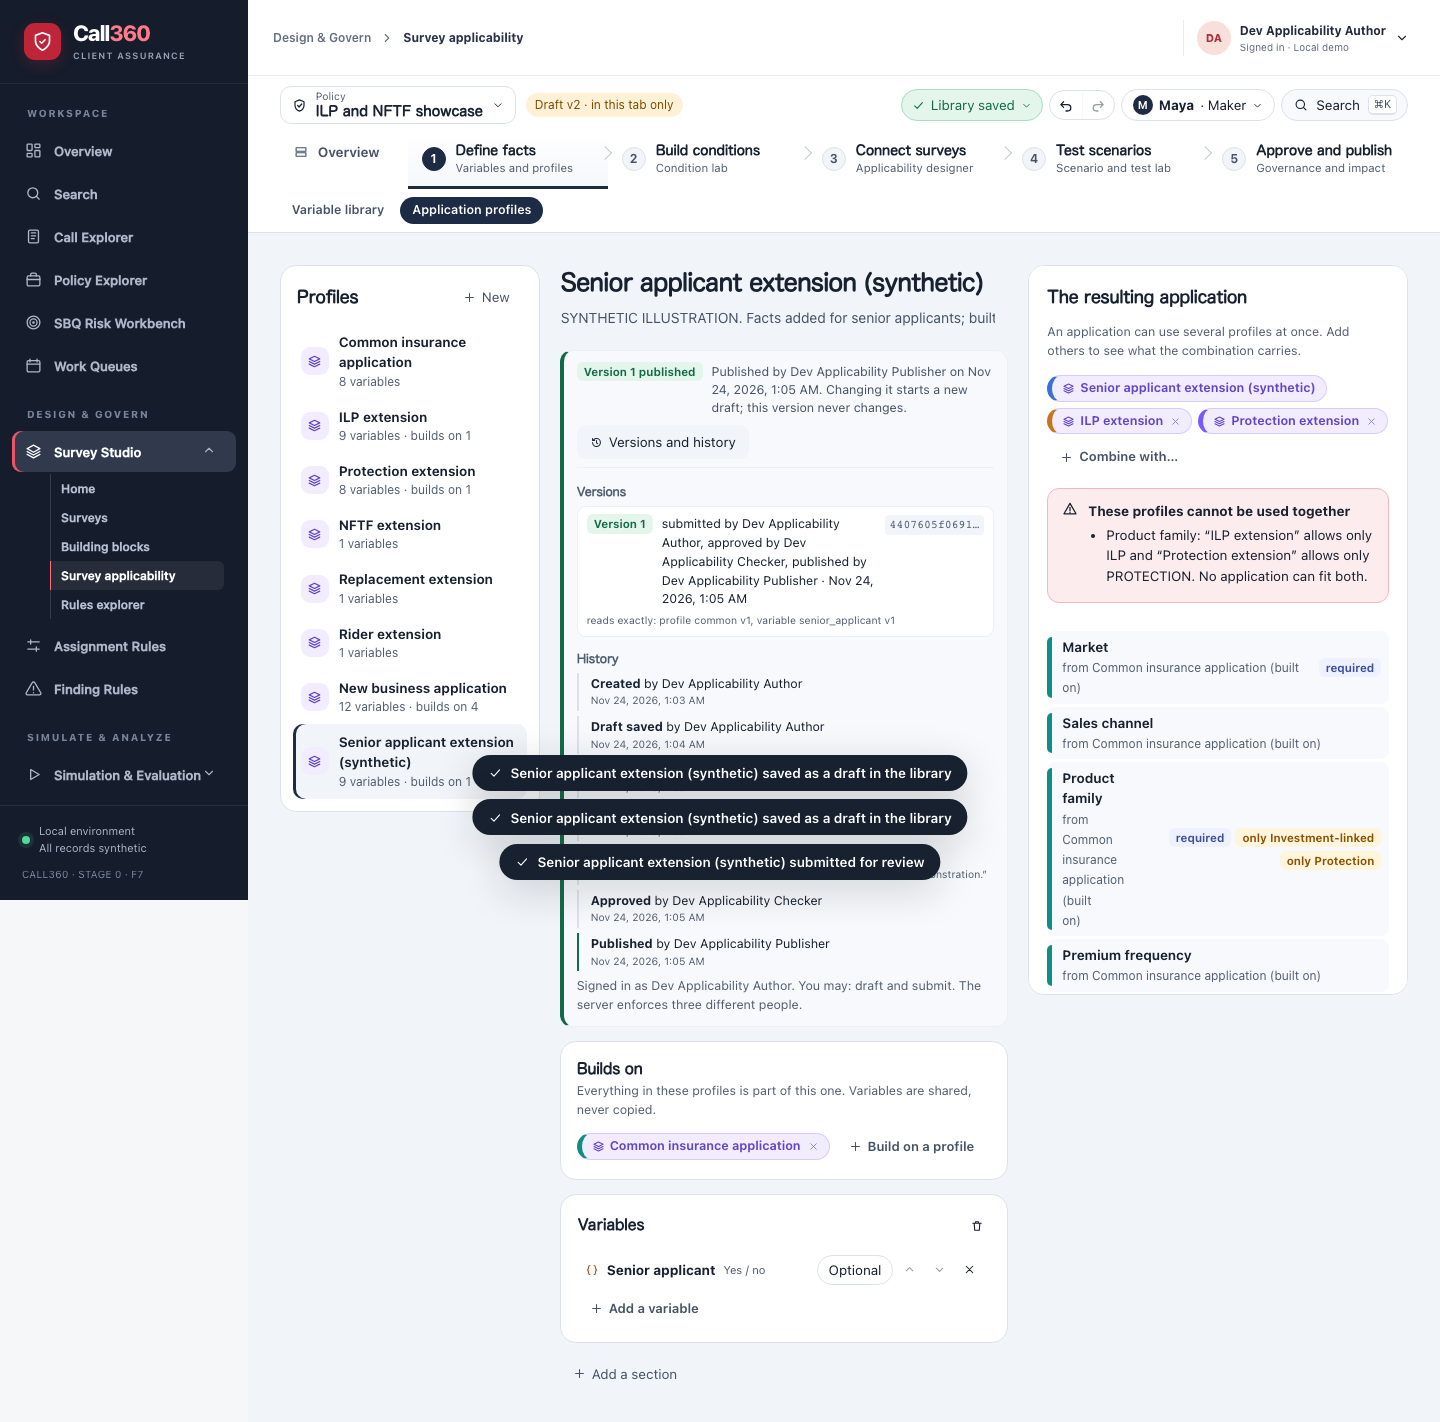 Call360
CLIENT ASSURANCE
WORKSPACE
Overview
Search
Call Explorer
Policy Explorer
SBQ Risk Workbench
Work Queues
DESIGN & GOVERN
Survey Studio
Home
Surveys
Building blocks
Survey applicability
Rules explorer
Assignment Rules
Finding Rules
SIMULATE & ANALYZE
Simulation & Evaluation
Local environment
All records synthetic
CALL360 · STAGE 0 · F7
Design & Govern
Survey applicability
DA
Dev Applicability Author
Signed in · Local demo
Policy
ILP and NFTF showcase
Draft v2 · in this tab only
Library saved
M Maya · Maker
Search ⌘K
Overview
1 Define facts
Variables and profiles
2 Build conditions
Condition lab
3 Connect surveys
Applicability designer
4 Test scenarios
Scenario and test lab
5 Approve and publish
Governance and impact
Variable library
Application profiles
Profiles
New
Common insurance
application
8 variables
ILP extension
9 variables · builds on 1
Protection extension
8 variables · builds on 1
NFTF extension
1 variables
Replacement extension
1 variables
Rider extension
1 variables
New business application
12 variables · builds on 4
Senior applicant extension
(synthetic)
9 variables · builds on 1
Senior applicant extension (synthetic)
SYNTHETIC ILLUSTRATION. Facts added for senior applicants; built
Version 1 published
Published by Dev Applicability Publisher on Nov
24, 2026, 1:05 AM. Changing it starts a new
draft; this version never changes.
Versions and history
Versions
Version 1
submitted by Dev Applicability
Author, approved by Dev
Applicability Checker, published by
Dev Applicability Publisher · Nov 24,
2026, 1:05 AM
4407605f0691…
reads exactly: profile common v1, variable senior_applicant v1
History
Created by Dev Applicability Author
Nov 24, 2026, 1:03 AM
Draft saved by Dev Applicability Author
Nov 24, 2026, 1:04 AM
Senior applicant extension (synthetic) saved as a draft in the library
Senior applicant extension (synthetic) saved as a draft in the library
Senior applicant extension (synthetic) submitted for review
Approved by Dev Applicability Checker
Nov 24, 2026, 1:05 AM
Published by Dev Applicability Publisher
Nov 24, 2026, 1:05 AM
Signed in as Dev Applicability Author. You may: draft and submit. The
server enforces three different people.
Builds on
Everything in these profiles is part of this one. Variables are shared,
never copied.
Common insurance application
Build on a profile
Variables
Senior applicant Yes / no
Optional
Add a variable
Add a section
The resulting application
An application can use several profiles at once. Add
others to see what the combination carries.
Senior applicant extension (synthetic)
ILP extension
Protection extension
Combine with...
These profiles cannot be used together
Product family: “ILP extension” allows only
ILP and “Protection extension” allows only
PROTECTION. No application can fit both.
Market
from Common insurance application (built
on)
required
Sales channel
from Common insurance application (built on)
Product
family
from
Common
insurance
application
(built
on)
required
only Investment-linked
only Protection
Premium frequency
from Common insurance application (built on)